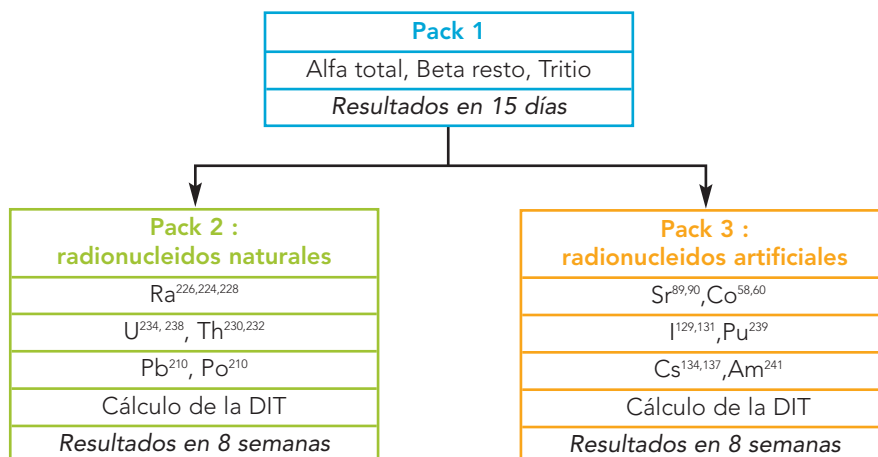 Pack 1
Alfa total, Beta resto, Tritio
Resultados en 15 días
Pack 2 :
radionucleidos naturales
Ra226,224,228
U234, 238, Th230,232
Pb210, Po210
Cálculo de la DIT
Resultados en 8 semanas
Pack 3 :
radionucleidos artificiales
Sr89,90,Co58,60
I129,131,Pu239
Cs134,137,Am241
Cálculo de la DIT
Resultados en 8 semanas